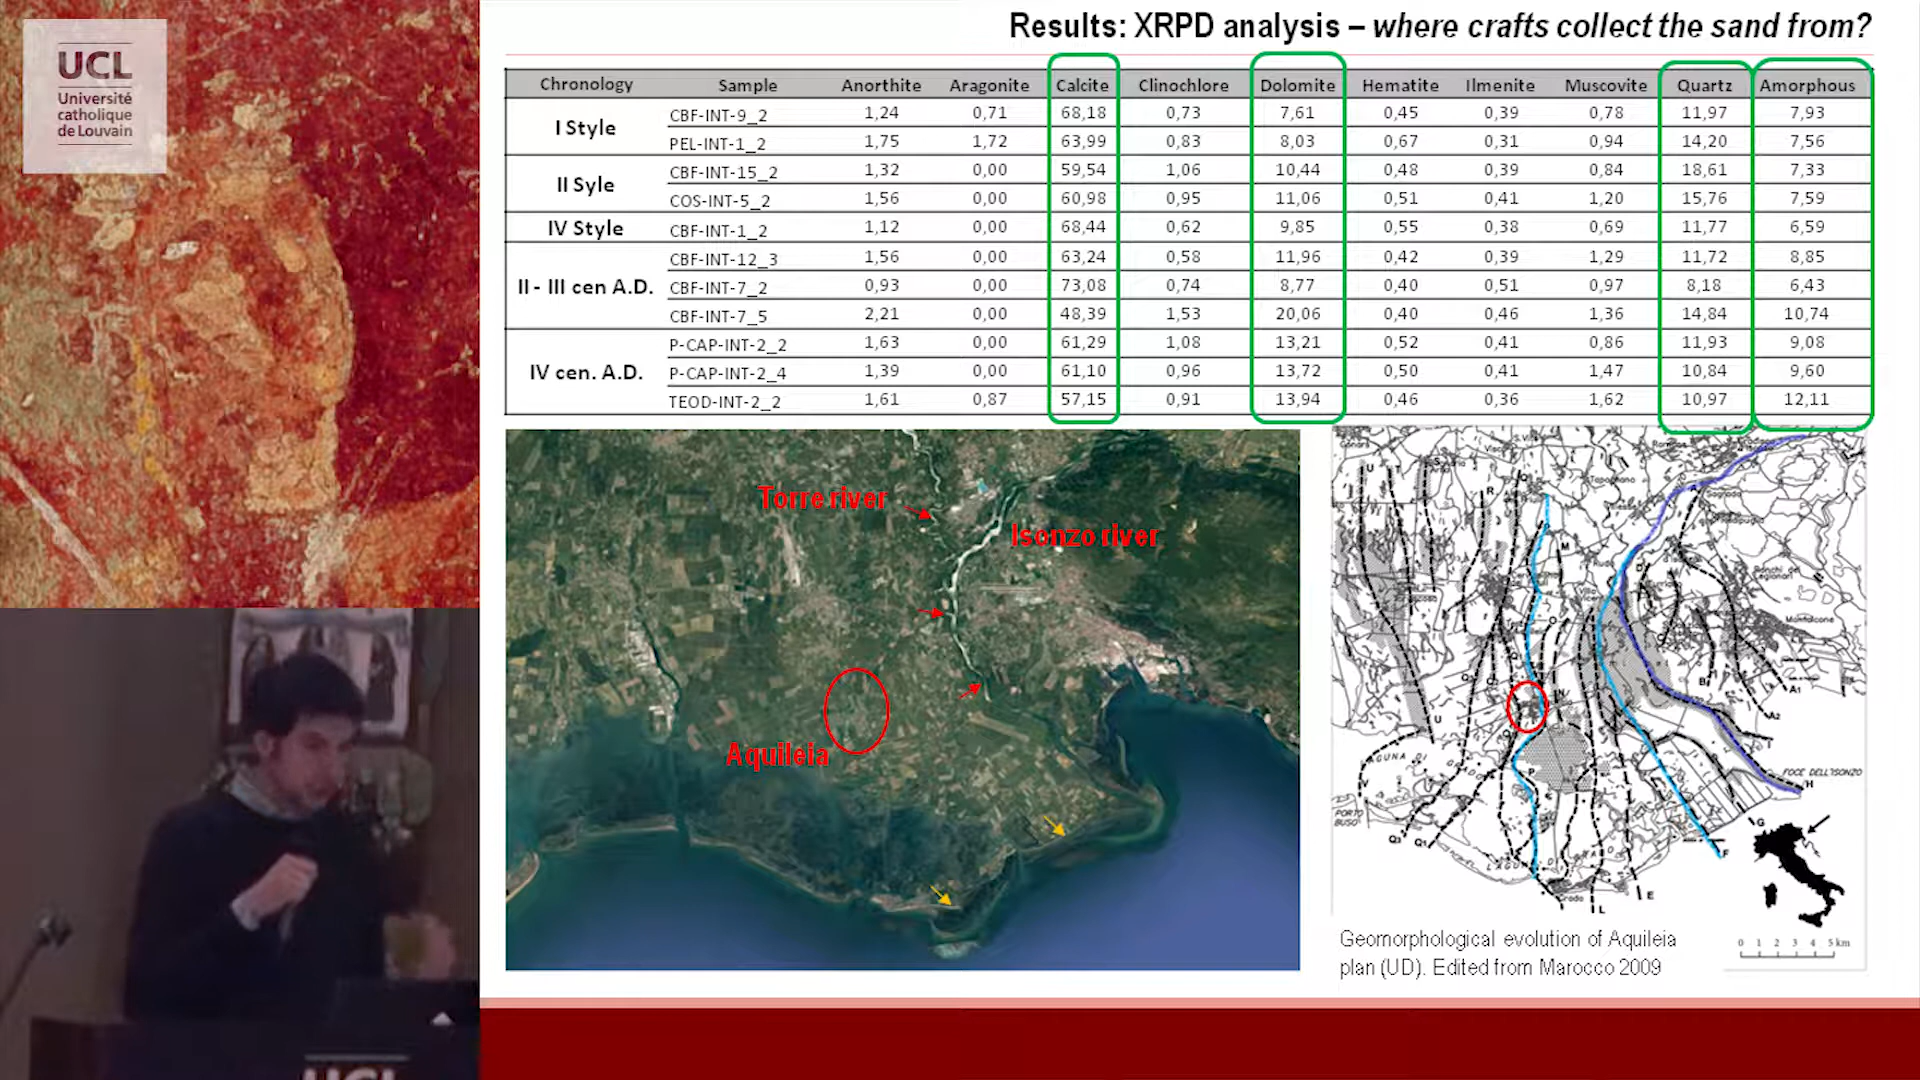 UCL
Université
catholique
de Louvain
Results: XRPD analysis – where crafts collect the sand from?
Chronology Sample Anorthite Aragonite Calcite Clinochlore Dolomite Hematite Ilmenite Muscovite Quartz Amorphous
I Style
CBF-INT-9_2 1,24 0,71 68,18 0,73 7,61 0,45 0,39 0,78 11,97 7,93
PEL-INT-1_2 1,75 1,72 63,99 0,83 8,03 0,67 0,31 0,94 14,20 7,56
II Syle
CBF-INT-15_2 1,32 0,00 59,54 1,06 10,44 0,48 0,39 0,84 18,61 7,33
COS-INT-5_2 1,56 0,00 60,98 0,95 11,06 0,51 0,41 1,20 15,76 7,59
IV Style CBF-INT-1_2 1,12 0,00 68,44 0,62 9,85 0,55 0,38 0,69 11,77 6,59
II - III cen A.D.
CBF-INT-12_3 1,56 0,00 63,24 0,58 11,96 0,42 0,39 1,29 11,72 8,85
CBF-INT-7_2 0,93 0,00 73,08 0,74 8,77 0,40 0,51 0,97 8,18 6,43
CBF-INT-7_5 2,21 0,00 48,39 1,53 20,06 0,40 0,46 1,36 14,84 10,74
IV cen. A.D.
P-CAP-INT-2_2 1,63 0,00 61,29 1,08 13,21 0,52 0,41 0,86 11,93 9,08
P-CAP-INT-2_4 1,39 0,00 61,10 0,96 13,72 0,50 0,41 1,47 10,84 9,60
TEOD-INT-2_2 1,61 0,87 57,15 0,91 13,94 0,46 0,36 1,62 10,97 12,11
Torre river
Isonzo river
Aquileia
Monfalcone
FOCE DELL'ISONZO
PORTO
BUSO
Grado
0 1 2 3 4 5 km
Geomorphological evolution of Aquileia
plan (UD). Edited from Marocco 2009
UCL